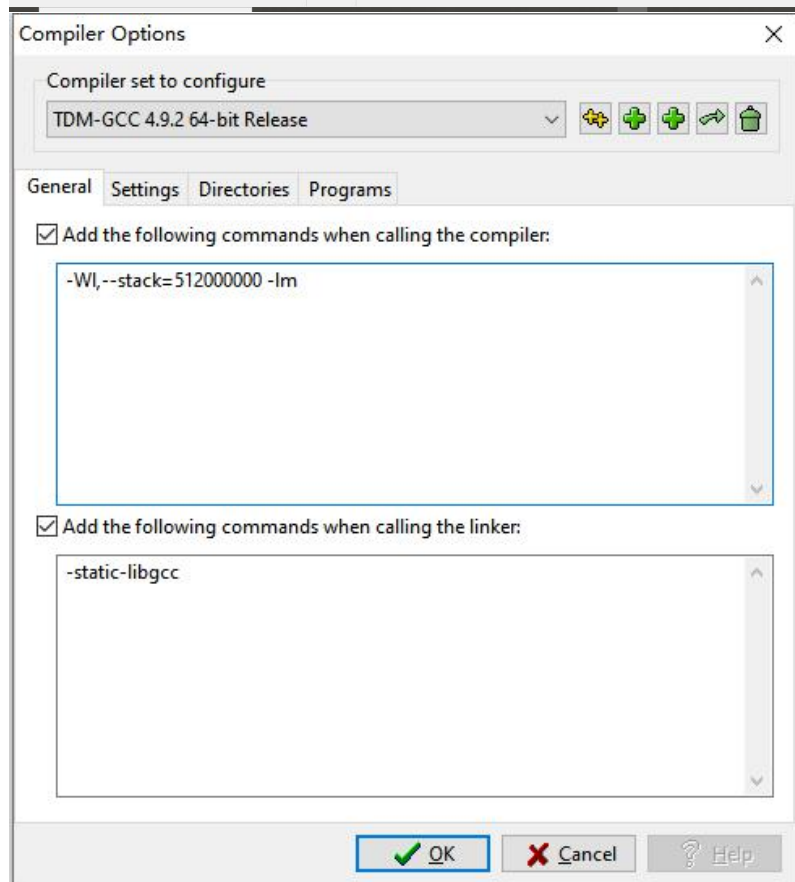 Compiler Options
Compiler set to configure
TDM-GCC 4.9.2 64-bit Release
General Settings Directories Programs
Add the following commands when calling the compiler:
-Wl,--stack=512000000 -lm
Add the following commands when calling the linker:
-static-libgcc
OK Cancel Help